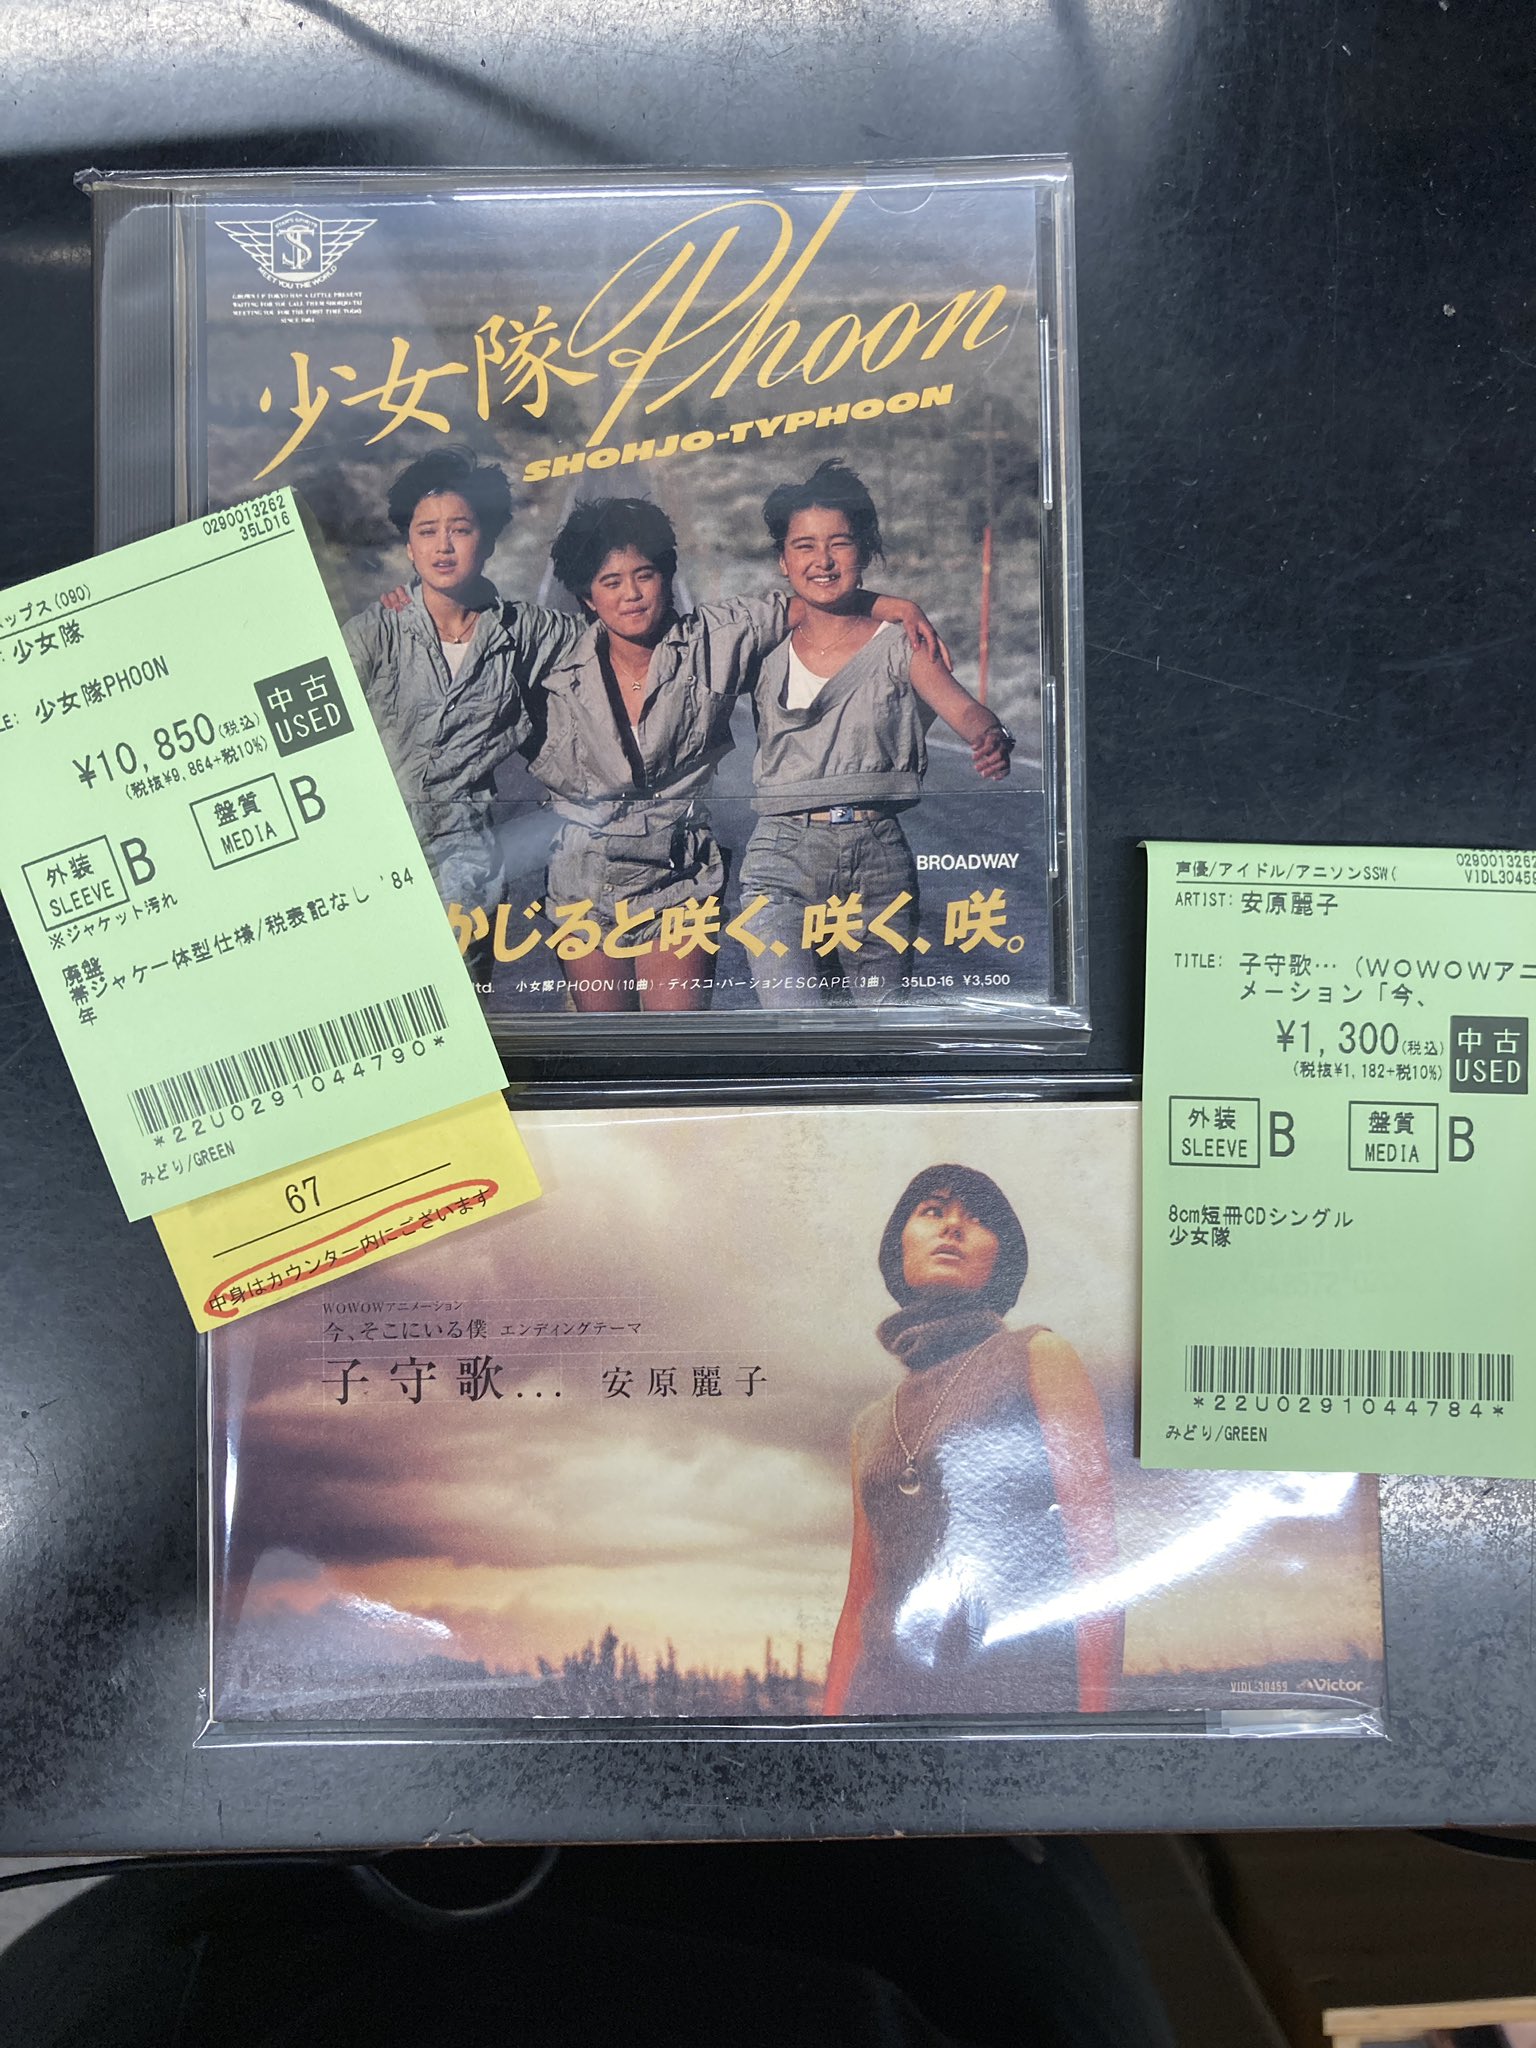 STAR'S SPIRITS
MEET YOU THE WORLD
GROWN UP TOKYO HAS A LITTLE PRESENT
WAITING FOR YOU CALL THEM SHOHJO-TAI
MEETING YOU FOR THE FIRST TIME TODAY
SINCE 1984
少女隊Phoon
SHOHJO-TYPHOON
BROADWAY
かじると咲く、咲く、咲。
ltd. 小女隊PHOON(10曲)・ディスコ・バージョンESCAPE(3曲) 35LD-16 ¥3,500
0290013262
35LD16
ップス(090)
: 少女隊
LE: 少女隊PHOON
¥10,850(税込)
(税抜¥9,864+税10%)
中古
USED
外装
SLEEVE
B
盤質
MEDIA
B
※ジャケット汚れ
廃盤
帯ジャケ一体型仕様/税表記なし '84
年
*22U0291044790*
みどり/GREEN
67
中身はカウンター内にございます
0290013262
VIDL30459
声優/アイドル/アニソンSSW(
ARTIST: 安原麗子
TITLE: 子守歌… (WOWOWアニ
メーション「今、
¥1,300(税込)
(税抜¥1,182+税10%)
中古
USED
外装
SLEEVE
B
盤質
MEDIA
B
8cm短冊CDシングル
少女隊
*22U0291044784*
みどり/GREEN
WOWOWアニメーション
今、そこにいる僕 エンディングテーマ
子守歌... 安原麗子
VIDL-30459 Victor